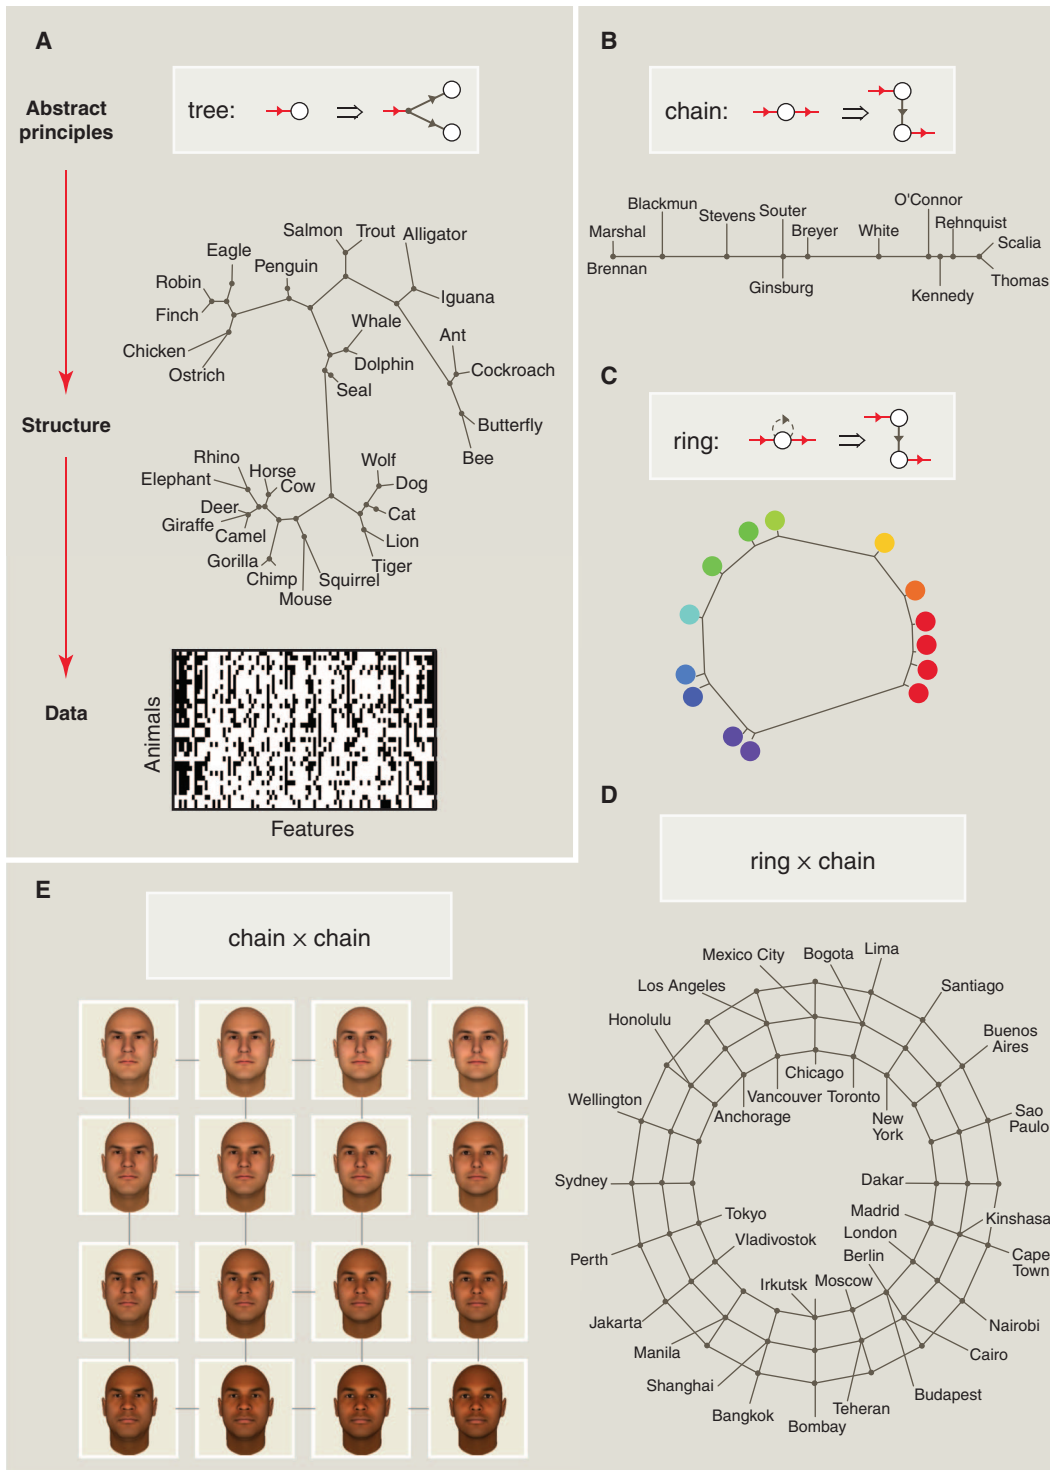 A
Abstract
principles
tree:
Structure
Data
Salmon
Trout
Alligator
Eagle
Penguin
Robin
Iguana
Finch
Whale
Ant
Chicken
Dolphin
Cockroach
Ostrich
Seal
Butterfly
Bee
Rhino
Horse
Wolf
Elephant
Cow
Dog
Deer
Cat
Giraffe
Camel
Lion
Gorilla
Tiger
Chimp
Squirrel
Mouse
Animals
Features
B
chain:
O'Connor
Blackmun
Stevens
Souter
Rehnquist
Marshal
Breyer
White
Scalia
Brennan
Thomas
Ginsburg
Kennedy
C
ring:
D
ring × chain
Mexico City
Bogota
Lima
Los Angeles
Santiago
Honolulu
Buenos
Aires
Chicago
Wellington
Vancouver
Toronto
Anchorage
New
York
Sao
Paulo
Sydney
Dakar
Tokyo
Madrid
Kinshasa
Vladivostok
London
Perth
Berlin
Cape
Town
Irkutsk
Moscow
Jakarta
Nairobi
Manila
Cairo
Shanghai
Budapest
Bangkok
Teheran
Bombay
E
chain × chain